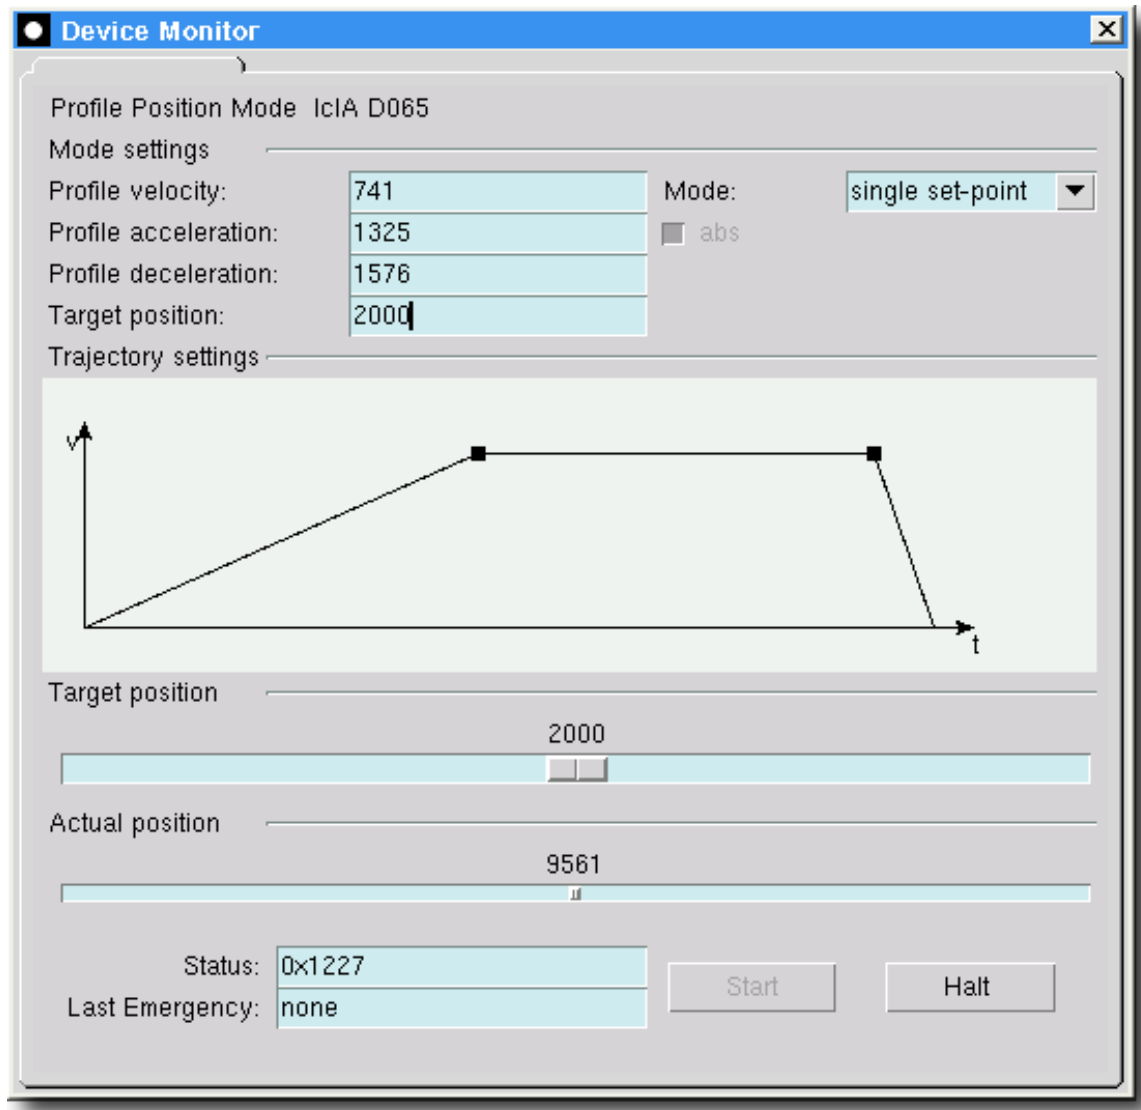 Device Monitor
Profile Position Mode IclA D065
Mode settings
Profile velocity: 741 Mode: single set-point
Profile acceleration: 1325 abs
Profile deceleration: 1576
Target position: 2000
Trajectory settings
v
t
Target position
2000
Actual position
9561
Status: 0x1227
Start Halt
Last Emergency: none